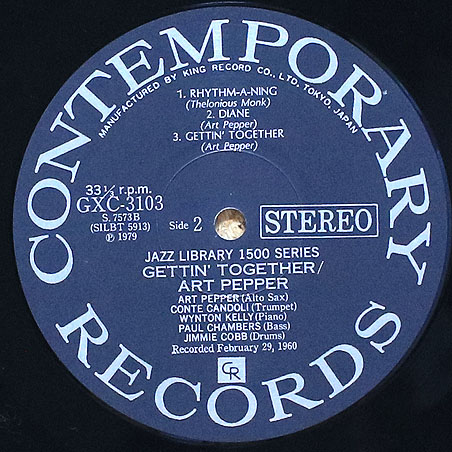 CONTEMPORARY
MANUFACTURED BY KING RECORD CO., LTD, TOKYO, JAPAN
1. RHYTHM-A-NING
(Thelonious Monk)
2. DIANE
(Art Pepper)
3. GETTIN' TOGETHER
(Art Pepper)
33⅓ r.p.m.
GXC-3103
S. 7573B
(SILBT 5913)
Ⓟ 1979
Side 2
STEREO
JAZZ LIBRARY 1500 SERIES
GETTIN' TOGETHER/
ART PEPPER
ART PEPPER (Alto Sax)
CONTE CANDOLI (Trumpet)
WYNTON KELLY (Piano)
PAUL CHAMBERS (Bass)
JIMMIE COBB (Drums)
Recorded February 29, 1960
CR
RECORDS